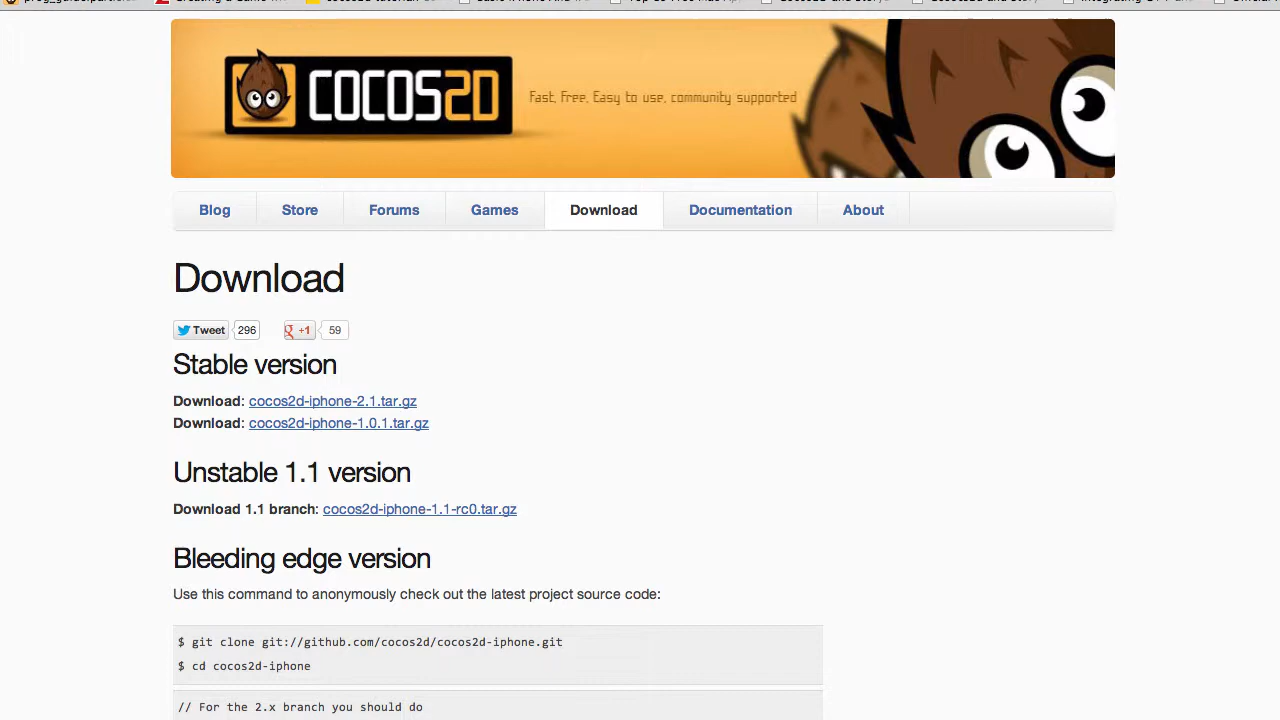 COCOS2D
Fast, Free, Easy to use, community supported
Blog Store Forums Games Download Documentation About
Download
Tweet 296 g +1 59
Stable version
Download: cocos2d-iphone-2.1.tar.gz
Download: cocos2d-iphone-1.0.1.tar.gz
Unstable 1.1 version
Download 1.1 branch: cocos2d-iphone-1.1-rc0.tar.gz
Bleeding edge version
Use this command to anonymously check out the latest project source code:
$ git clone git://github.com/cocos2d/cocos2d-iphone.git
$ cd cocos2d-iphone
// For the 2.x branch you should do